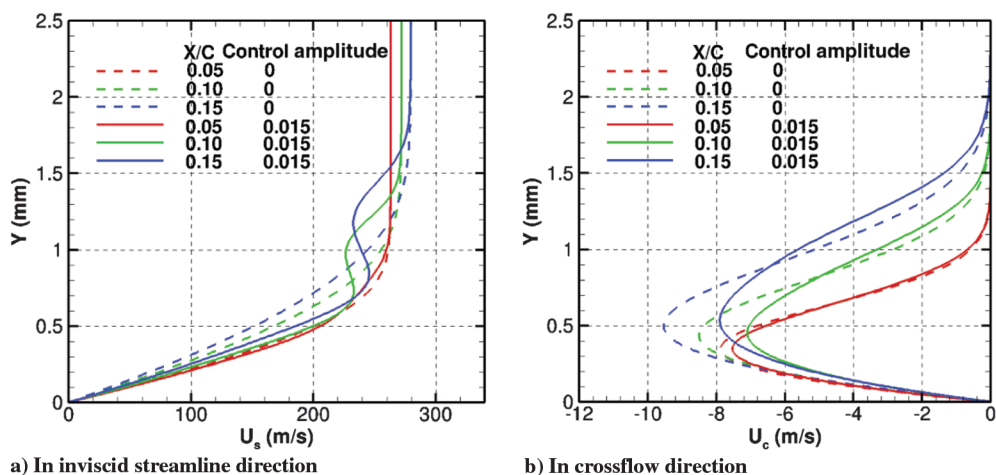 2.5
2
1.5
1
0.5
0
Y (mm)
X/C Control amplitude
0.05 0
0.10 0
0.15 0
0.05 0.015
0.10 0.015
0.15 0.015
0 100 200 300
Us (m/s)
a) In inviscid streamline direction
2.5
2
1.5
1
0.5
0
Y (mm)
X/C Control amplitude
0.05 0
0.10 0
0.15 0
0.05 0.015
0.10 0.015
0.15 0.015
-12 -10 -8 -6 -4 -2 0
Uc (m/s)
b) In crossflow direction